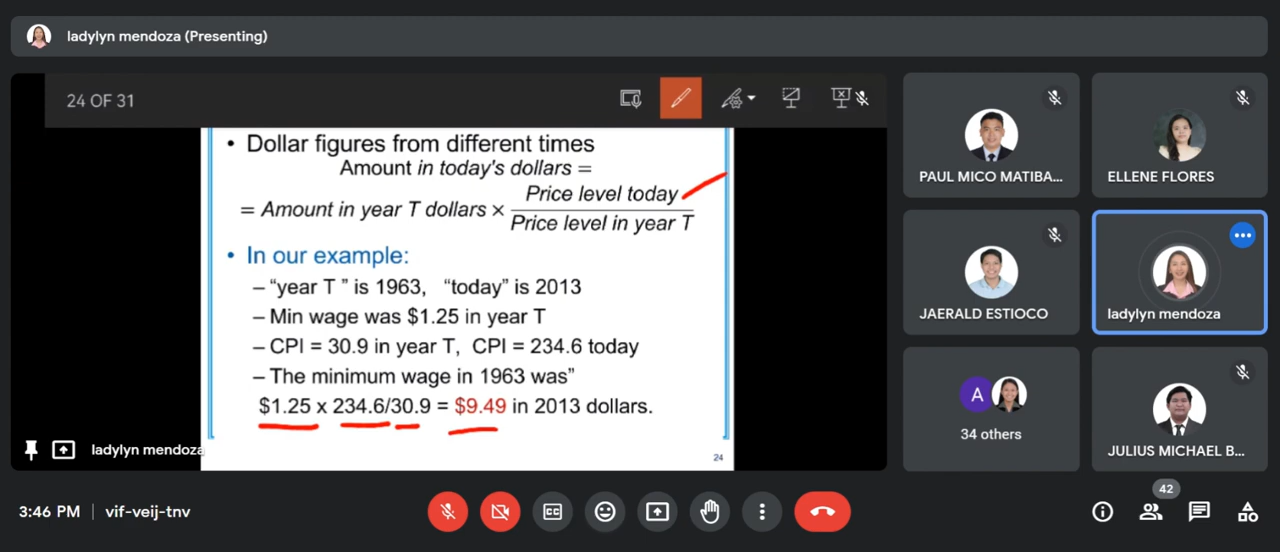 ladylyn mendoza (Presenting)
24 OF 31
• Dollar figures from different times
Amount in today's dollars =
= Amount in year T dollars × Price level today / Price level in year T
• In our example:
– “year T ” is 1963, “today” is 2013
– Min wage was $1.25 in year T
– CPI = 30.9 in year T, CPI = 234.6 today
– The minimum wage in 1963 was”
$1.25 x 234.6/30.9 = $9.49 in 2013 dollars.
24
ladylyn mendoza
PAUL MICO MATIBA...
ELLENE FLORES
JAERALD ESTIOCO
ladylyn mendoza
A
34 others
JULIUS MICHAEL B...
3:46 PM | vif-veij-tnv
CC
42